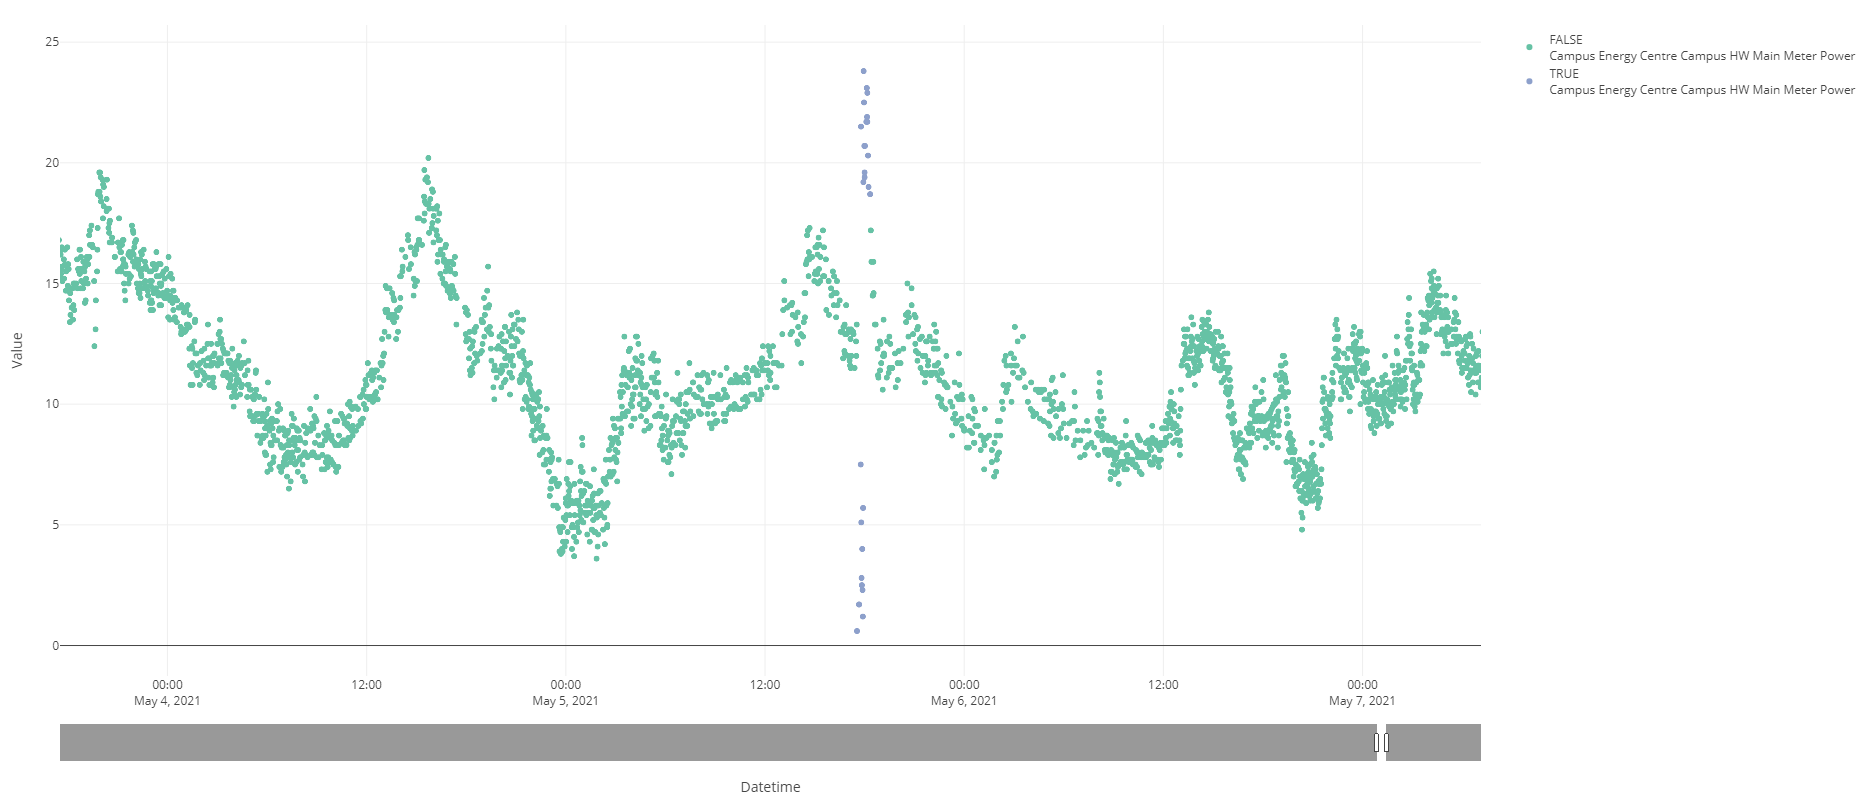 25
20
15
10
5
0
Value
00:00
May 4, 2021
12:00
00:00
May 5, 2021
12:00
00:00
May 6, 2021
12:00
00:00
May 7, 2021
Datetime
FALSE
Campus Energy Centre Campus HW Main Meter Power
TRUE
Campus Energy Centre Campus HW Main Meter Power